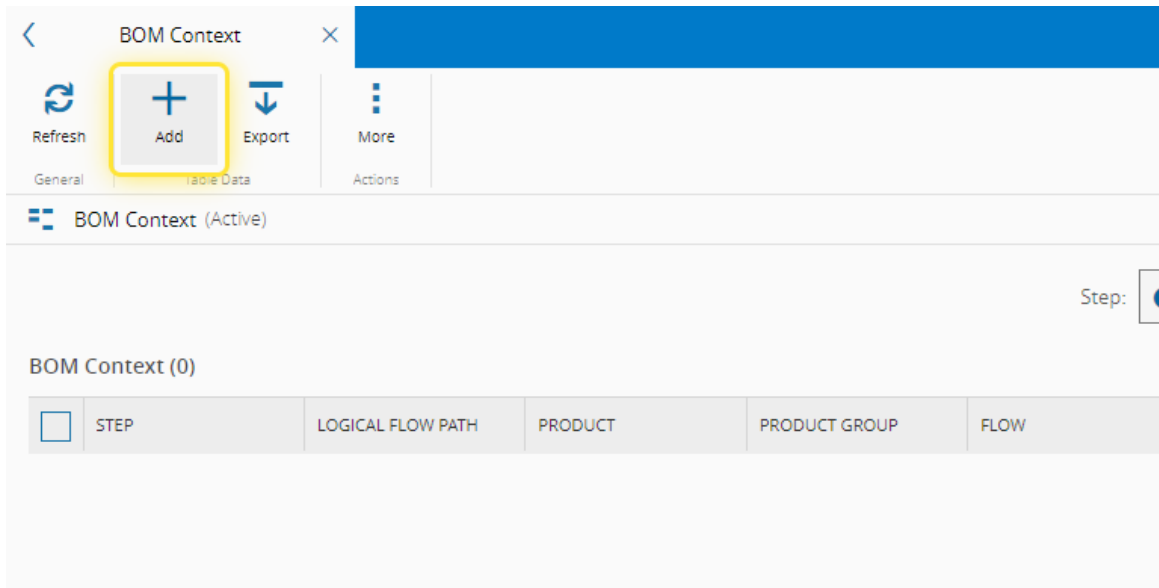 BOM Context
Refresh Add Export More
General Table Data Actions
BOM Context (Active)
Step:
BOM Context (0)
STEP LOGICAL FLOW PATH PRODUCT PRODUCT GROUP FLOW